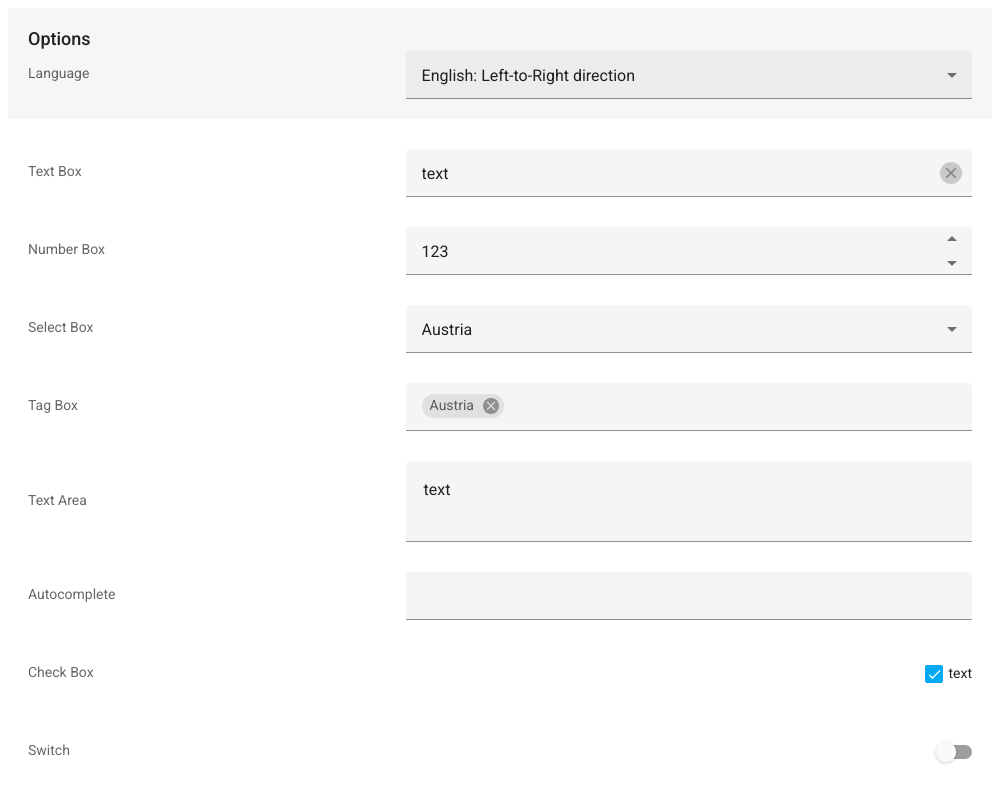 Options
Language
English: Left-to-Right direction
Text Box
text
Number Box
123
Select Box
Austria
Tag Box
Austria
Text Area
text
Autocomplete
Check Box
text
Switch